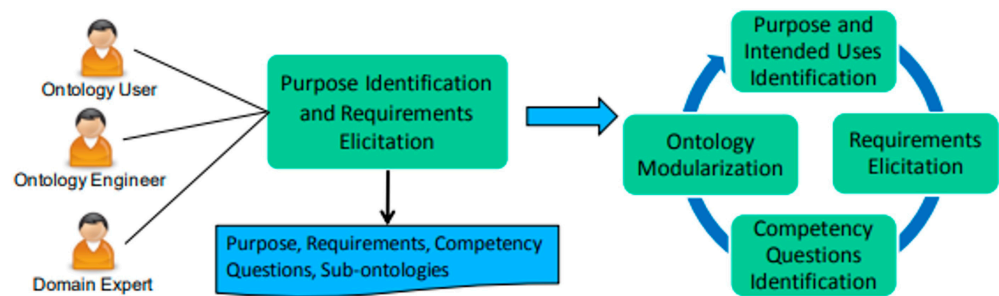 Ontology User
Ontology Engineer
Domain Expert
Purpose Identification
and Requirements
Elicitation
Purpose, Requirements, Competency
Questions, Sub-ontologies
Purpose and
Intended Uses
Identification
Ontology
Modularization
Requirements
Elicitation
Competency
Questions
Identification